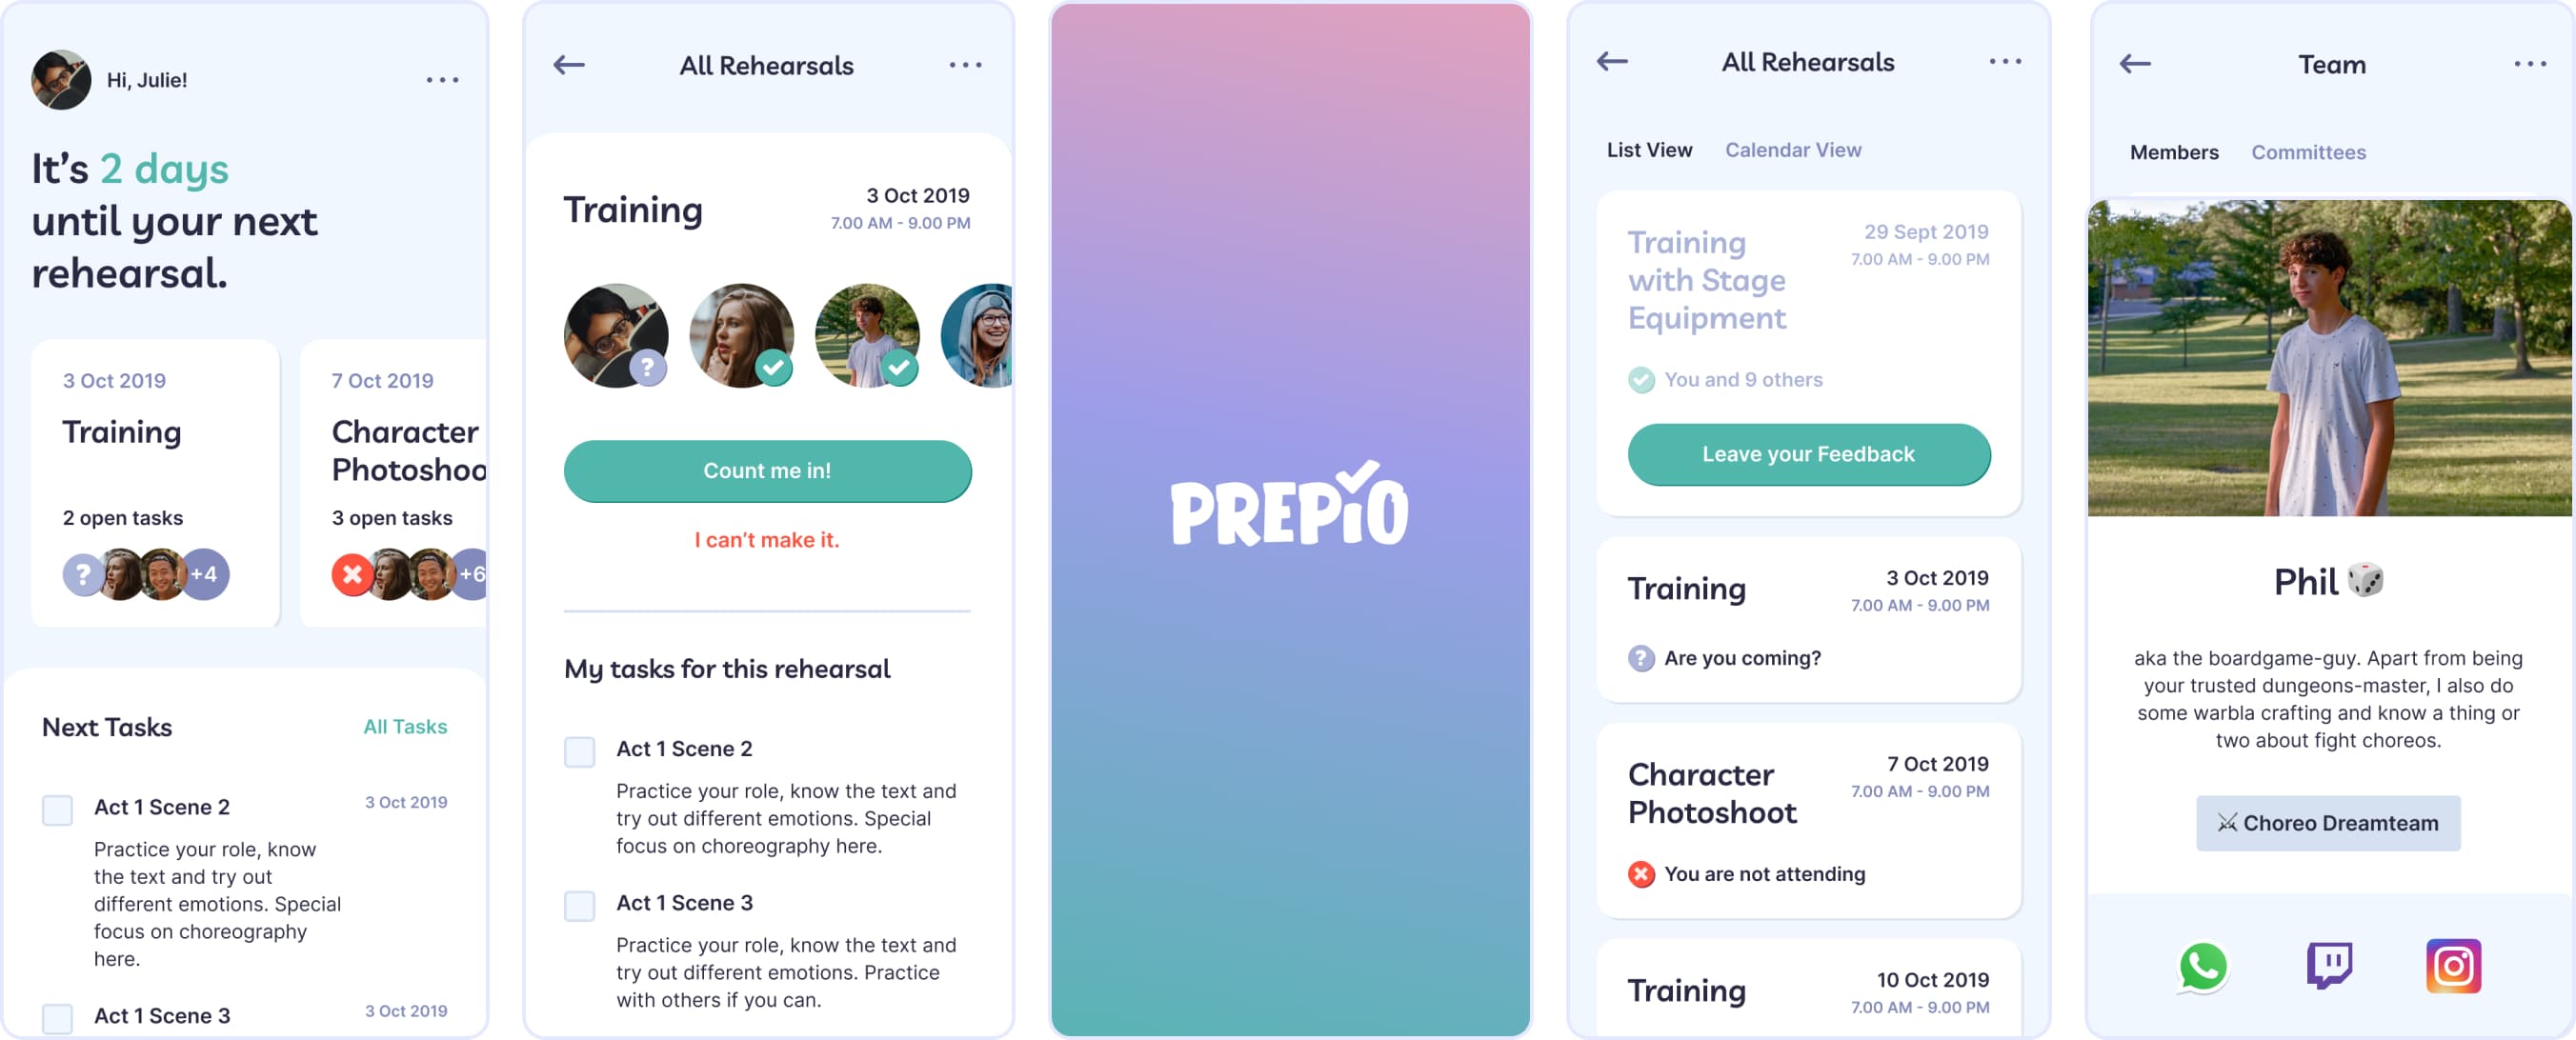 Hi, Julie!
It’s 2 days
until your next
rehearsal.
3 Oct 2019
Training
2 open tasks
?
+4
7 Oct 2019
Character
Photoshoo
3 open tasks
+6
Next Tasks
All Tasks
Act 1 Scene 2
3 Oct 2019
Practice your role, know
the text and try out
different emotions. Special
focus on choreography
here.
Act 1 Scene 3
3 Oct 2019
All Rehearsals
Training
3 Oct 2019
7.00 AM - 9.00 PM
?
Count me in!
I can’t make it.
My tasks for this rehearsal
Act 1 Scene 2
Practice your role, know the text and
try out different emotions. Special
focus on choreography here.
Act 1 Scene 3
Practice your role, know the text and
try out different emotions. Practice
with others if you can.
PREPiO
All Rehearsals
List View
Calendar View
Training
with Stage
Equipment
29 Sept 2019
7.00 AM - 9.00 PM
You and 9 others
Leave your Feedback
Training
3 Oct 2019
7.00 AM - 9.00 PM
? Are you coming?
Character
Photoshoot
7 Oct 2019
7.00 AM - 9.00 PM
You are not attending
Training
10 Oct 2019
7.00 AM - 9.00 PM
Team
Members
Committees
Phil 🎲
aka the boardgame-guy. Apart from being
your trusted dungeons-master, I also do
some warbla crafting and know a thing or
two about fight choreos.
⚔ Choreo Dreamteam